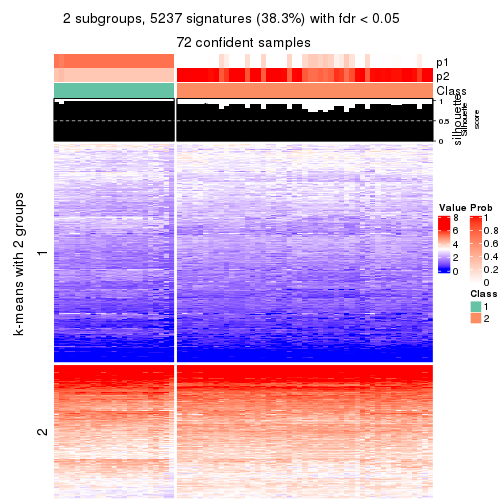 2 subgroups, 5237 signatures (38.3%) with fdr < 0.05
72 confident samples
p1
p2
Class
1
0.5
0
silhouette
Silhouette
score
k-means with 2 groups
1
2
Value
8
6
4
2
0
Prob
1
0.8
0.6
0.4
0.2
0
Class
1
2